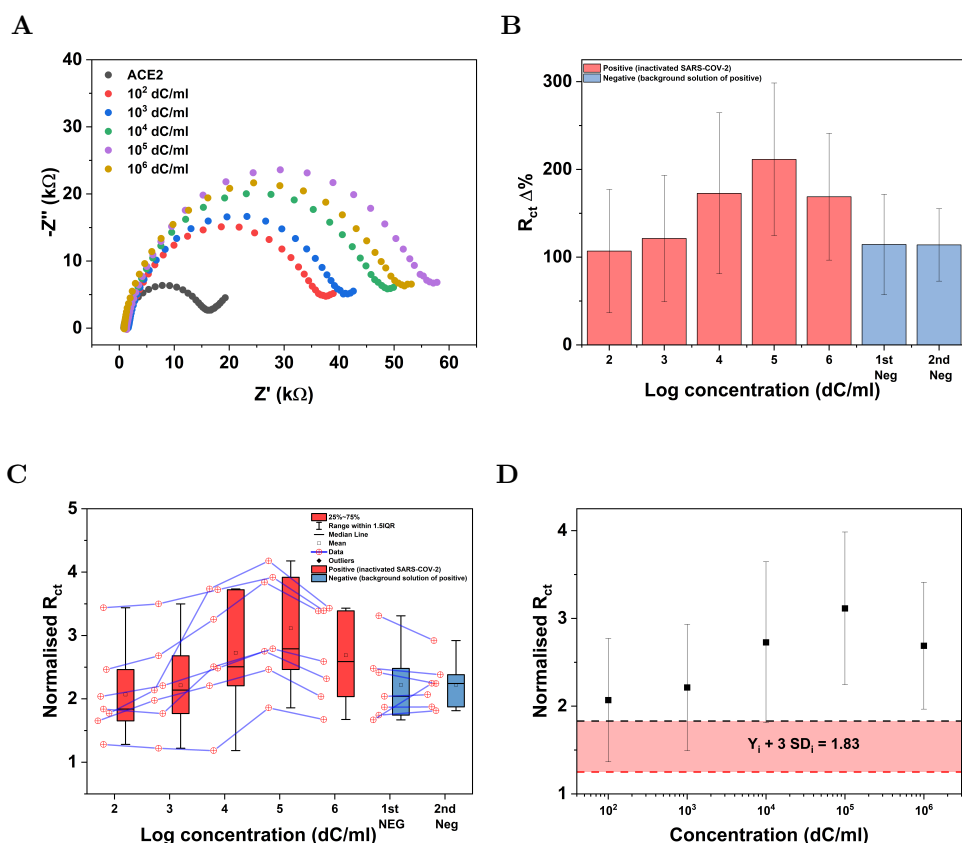 A
40
30
20
10
0
-Z'' (kΩ)
ACE2
10² dC/ml
10³ dC/ml
10⁴ dC/ml
10⁵ dC/ml
10⁶ dC/ml
0 10 20 30 40 50 60
Z' (kΩ)
B
300
200
100
0
Rct Δ%
Positive (inactivated SARS-COV-2)
Negative (background solution of positive)
2 3 4 5 6 1st Neg 2nd Neg
Log concentration (dC/ml)
C
5
4
3
2
1
0
Normalised Rct
25%~75%
Range within 1.5IQR
Median Line
Mean
Data
Outliers
Positive (inactivated SARS-COV-2)
Negative (background solution of positive)
2 3 4 5 6 1st NEG 2nd Neg
Log concentration (dC/ml)
D
4
3
2
1
Normalised Rct
Yi + 3 SDi = 1.83
10² 10³ 10⁴ 10⁵ 10⁶
Concentration (dC/ml)